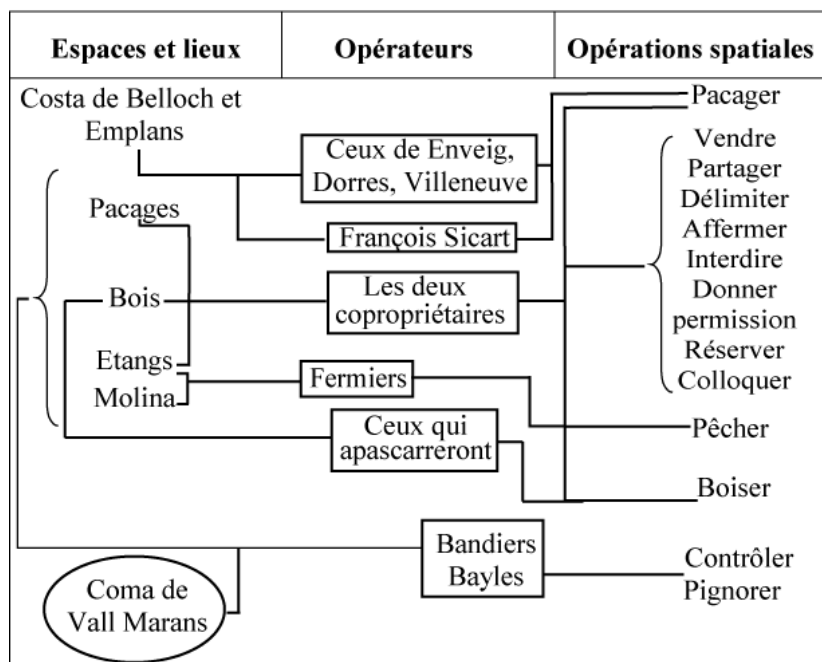 Espaces et lieux
Opérateurs
Opérations spatiales
Costa de Belloch et
Emplans
Pacages
Bois
Etangs
Molina
Coma de
Vall Marans
Ceux de Enveig,
Dorres, Villeneuve
François Sicart
Les deux
copropriétaires
Fermiers
Ceux qui
apascarreront
Bandiers
Bayles
Pacager
Vendre
Partager
Délimiter
Affermer
Interdire
Donner
permission
Réserver
Colloquer
Pêcher
Boiser
Contrôler
Pignorer